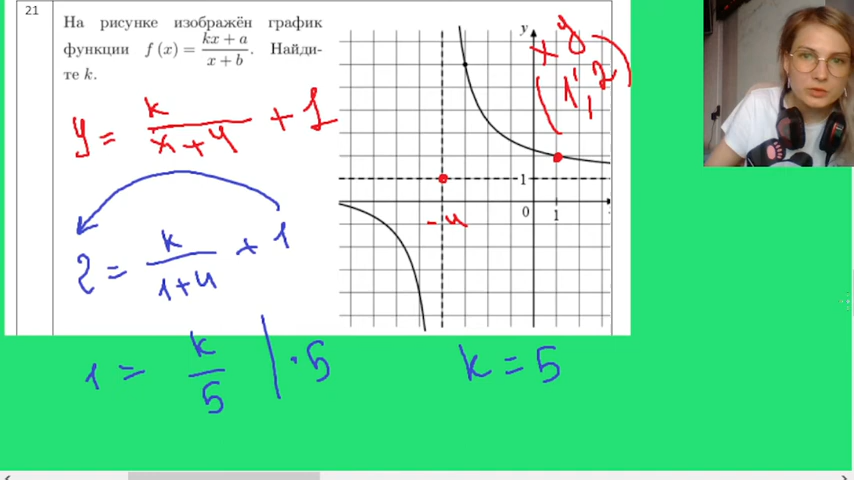 21
На рисунке изображён график
функции f (x) = (kx + a)/(x + b). Найди-
те k.
y = k/(x+4) + 1
2 = k/(1+4) + 1
1 = k/5 | · 5
k = 5
y
x y
(1, 2)
1
0
1
-4